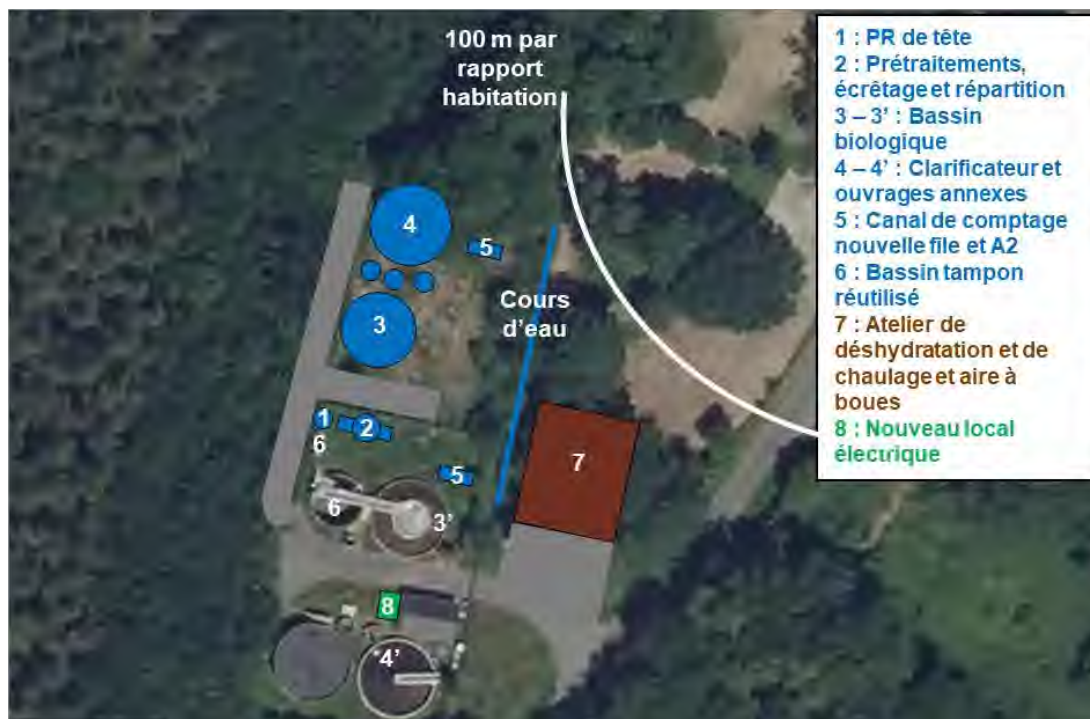 100 m par
rapport
habitation
1 : PR de tête
2 : Prétraitements,
écrêtage et répartition
3 – 3' : Bassin
biologique
4 – 4' : Clarificateur et
ouvrages annexes
5 : Canal de comptage
nouvelle file et A2
6 : Bassin tampon
réutilisé
7 : Atelier de
déshydratation et de
chaulage et aire à
boues
8 : Nouveau local
électrique
4
5
Cours
d'eau
3
1
2
6
7
5
6
3'
8
4'